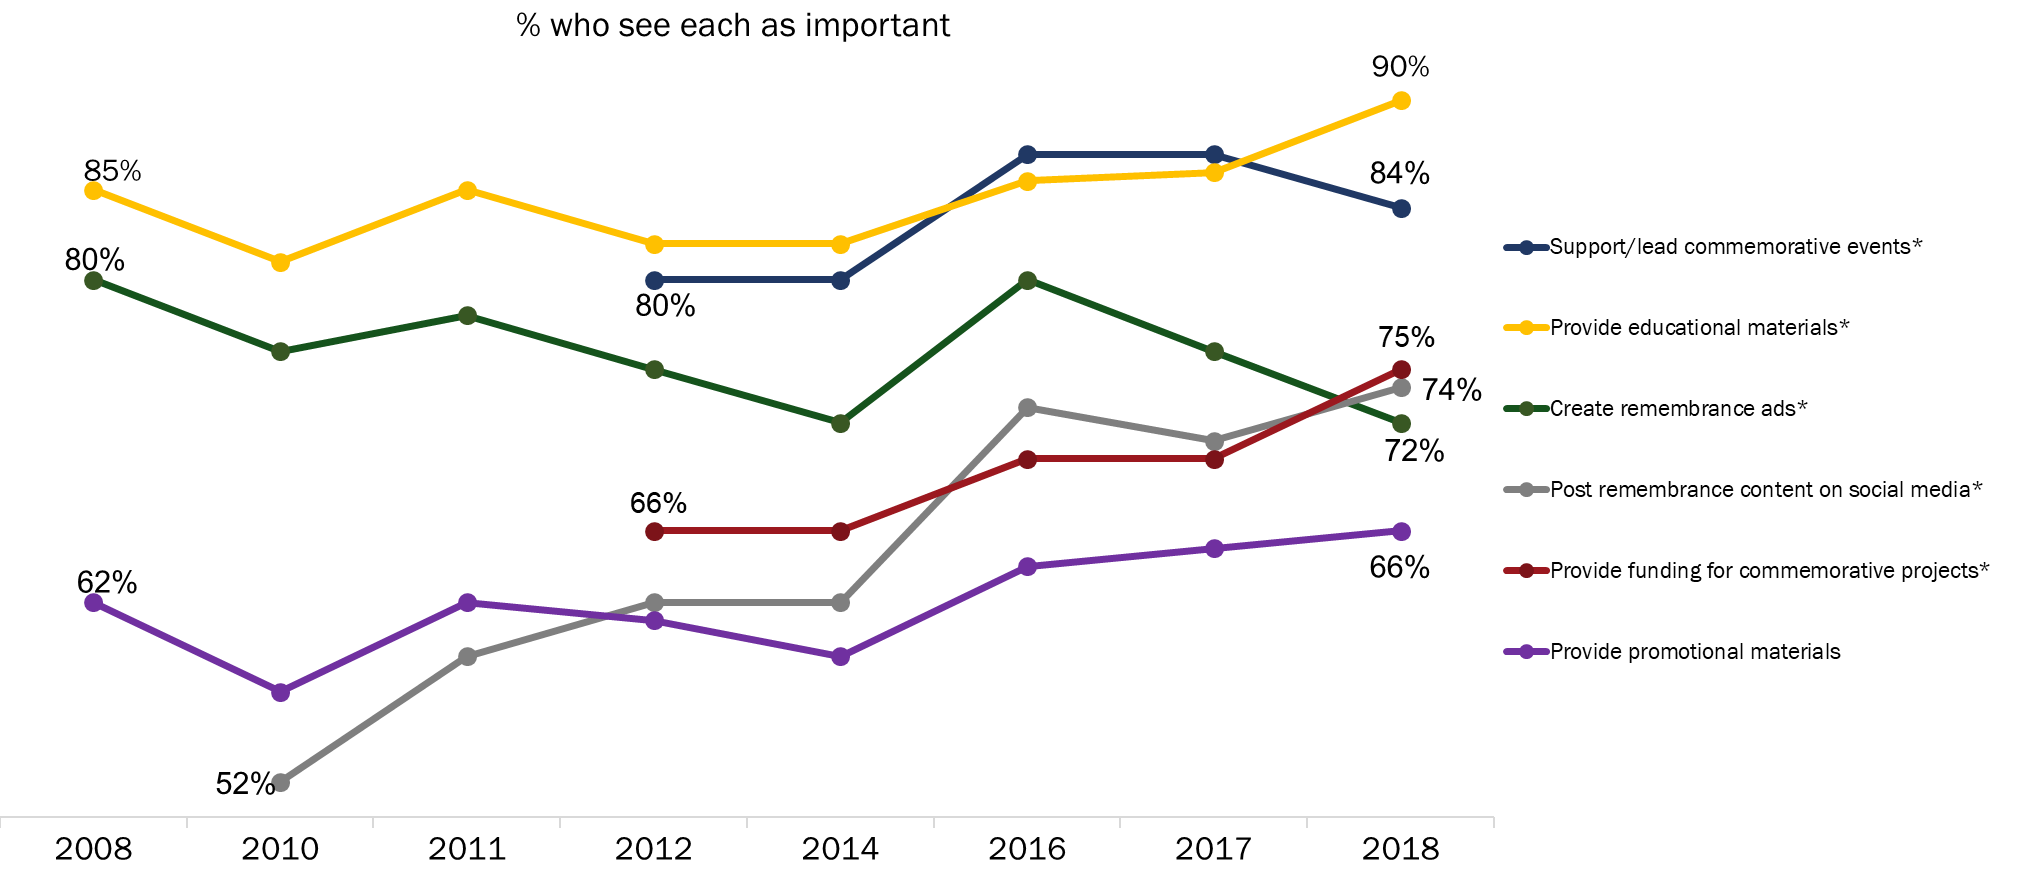 % who see each as important
90%
85%
84%
80%
80%
75%
74%
72%
66%
62%
66%
52%
2008 2010 2011 2012 2014 2016 2017 2018
Support/lead commemorative events*
Provide educational materials*
Create remembrance ads*
Post remembrance content on social media*
Provide funding for commemorative projects*
Provide promotional materials